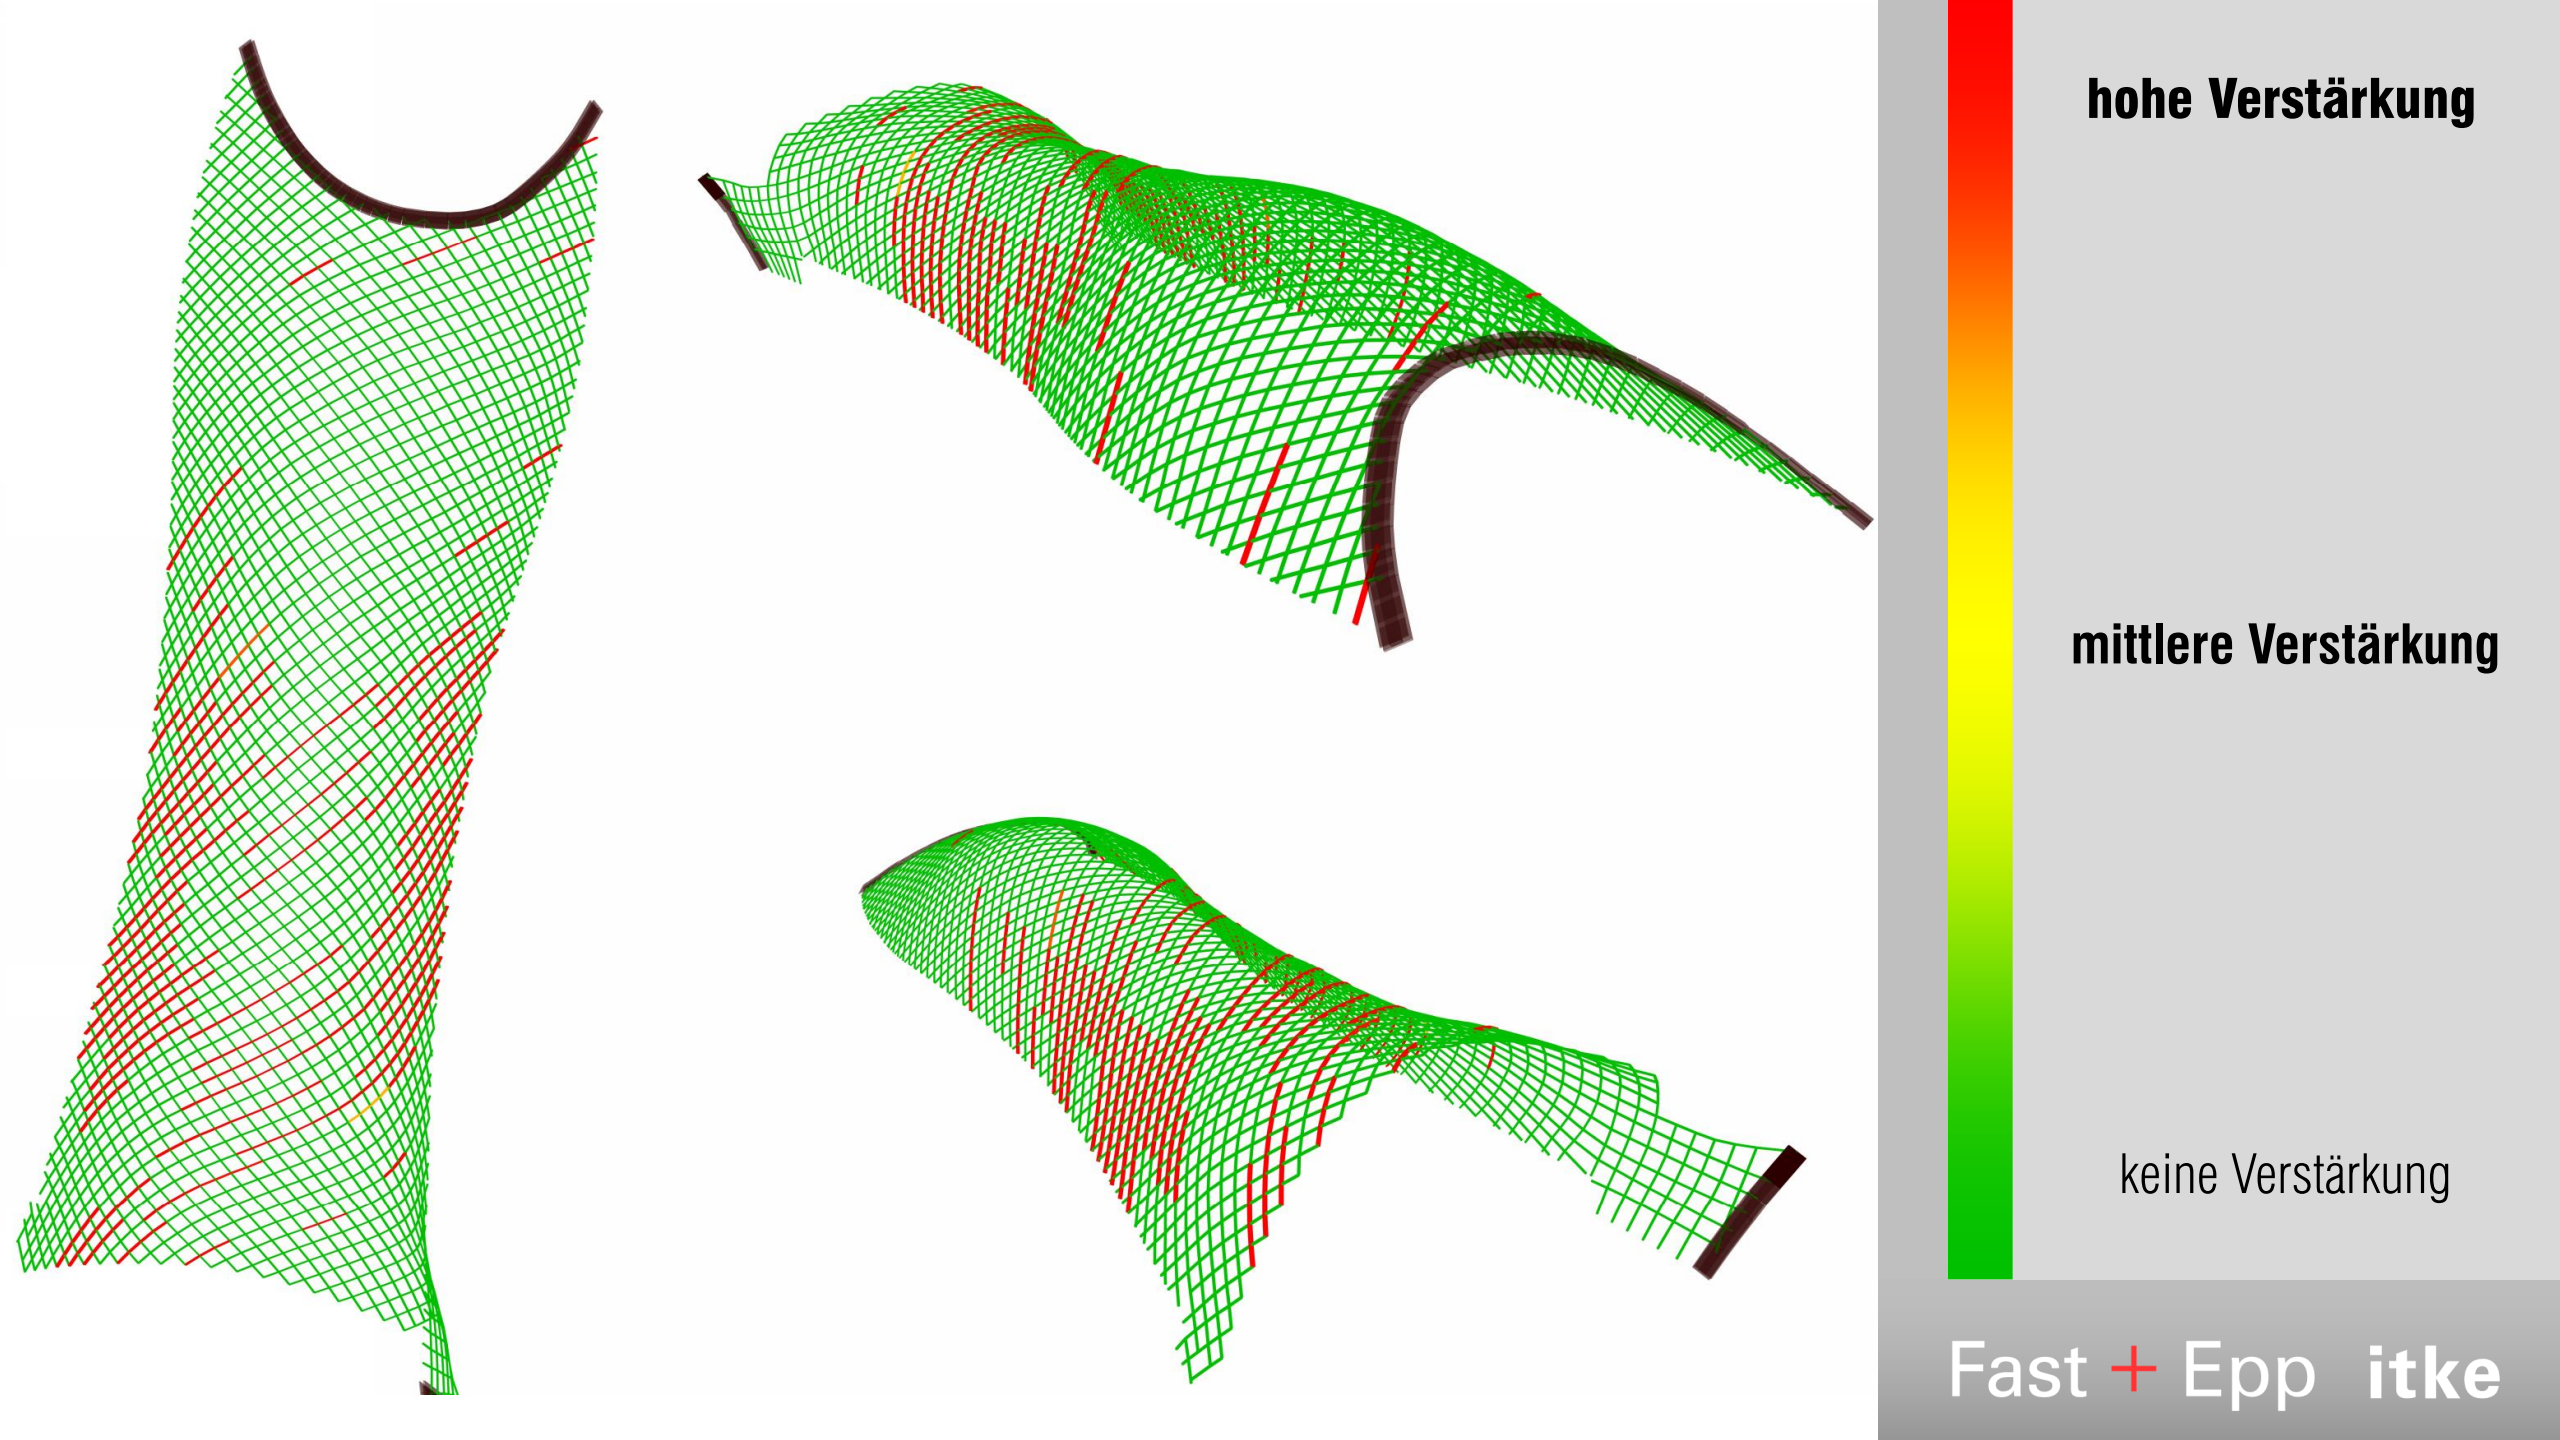 hohe Verstärkung
mittlere Verstärkung
keine Verstärkung
Fast + Epp itke